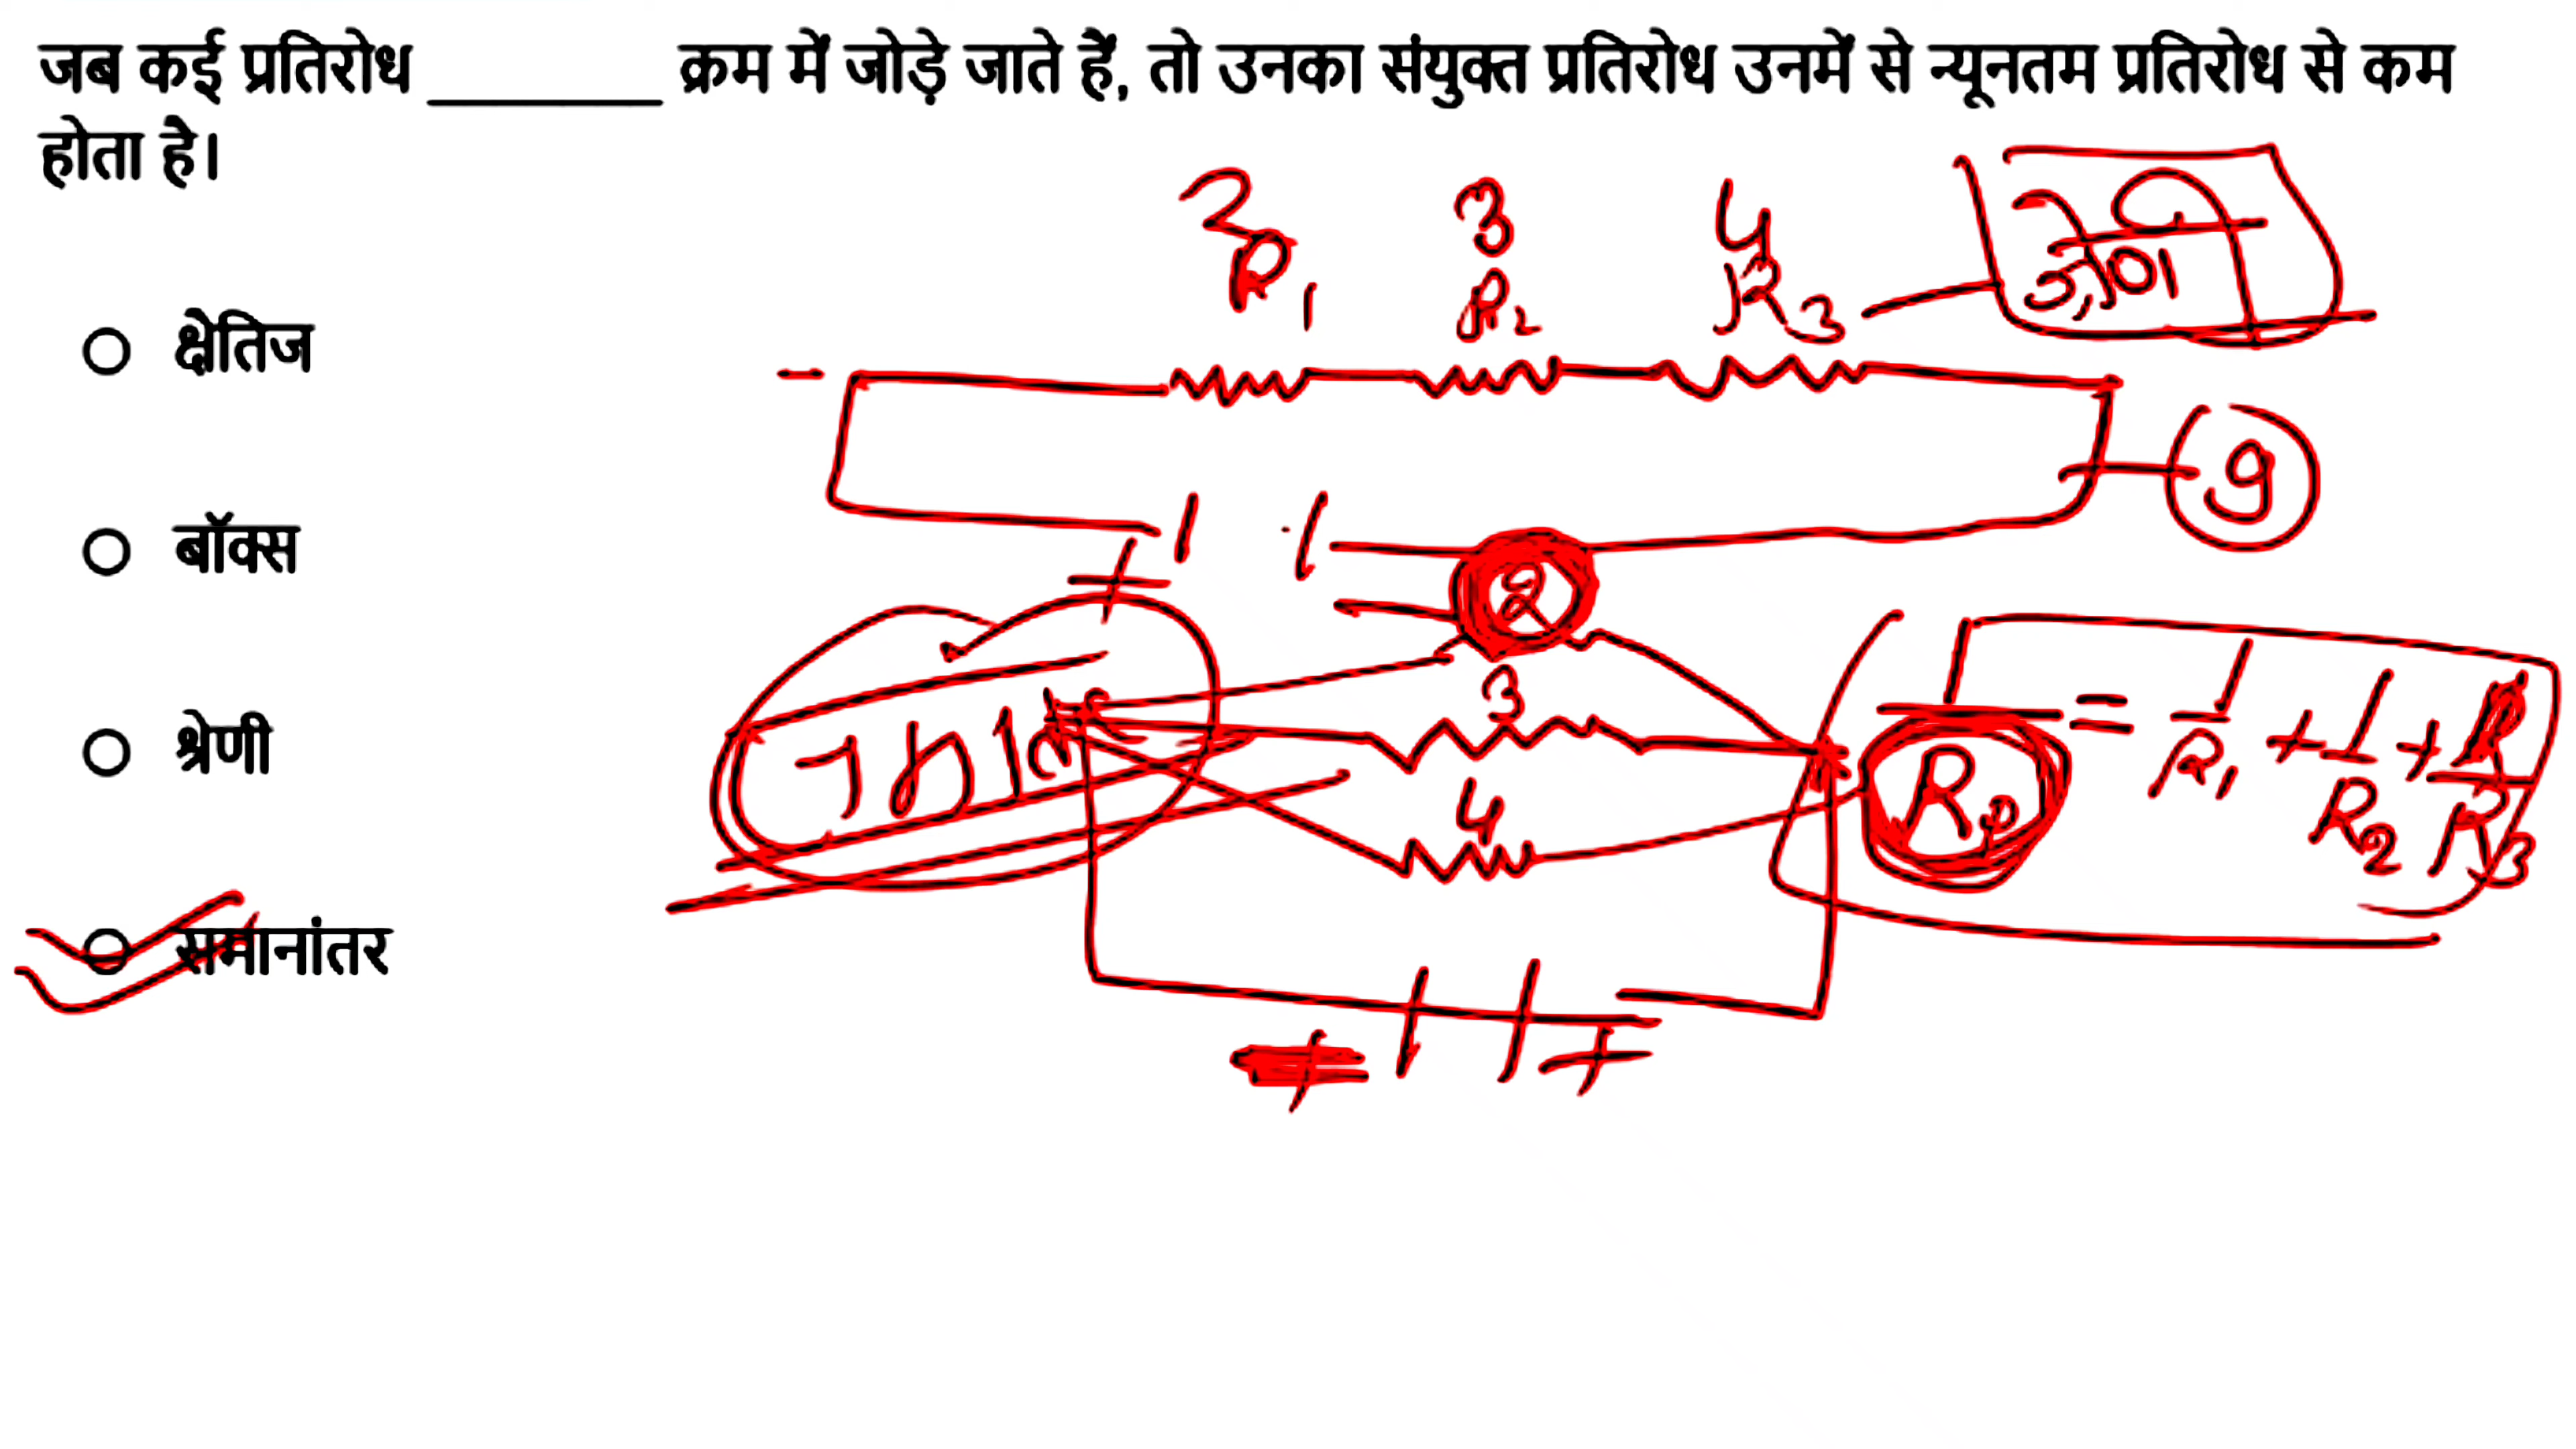 जब कई प्रतिरोध ________ क्रम में जोड़े जाते हैं, तो उनका संयुक्त प्रतिरोध उनमें से न्यूनतम प्रतिरोध से कम
होता है।
3 4
R₁ R₂ R₃ श्रेणी
क्षैतिज
9
बॉक्स
2
3
श्रेणी
4
1/Rp = 1/R₁ + 1/R₂ + 1/R₃
समानांतर